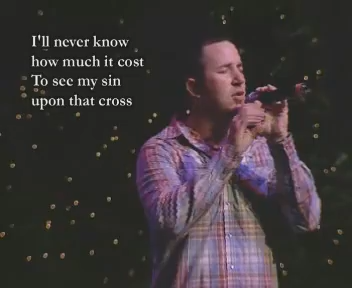 I'll never know
how much it cost
To see my sin
upon that cross